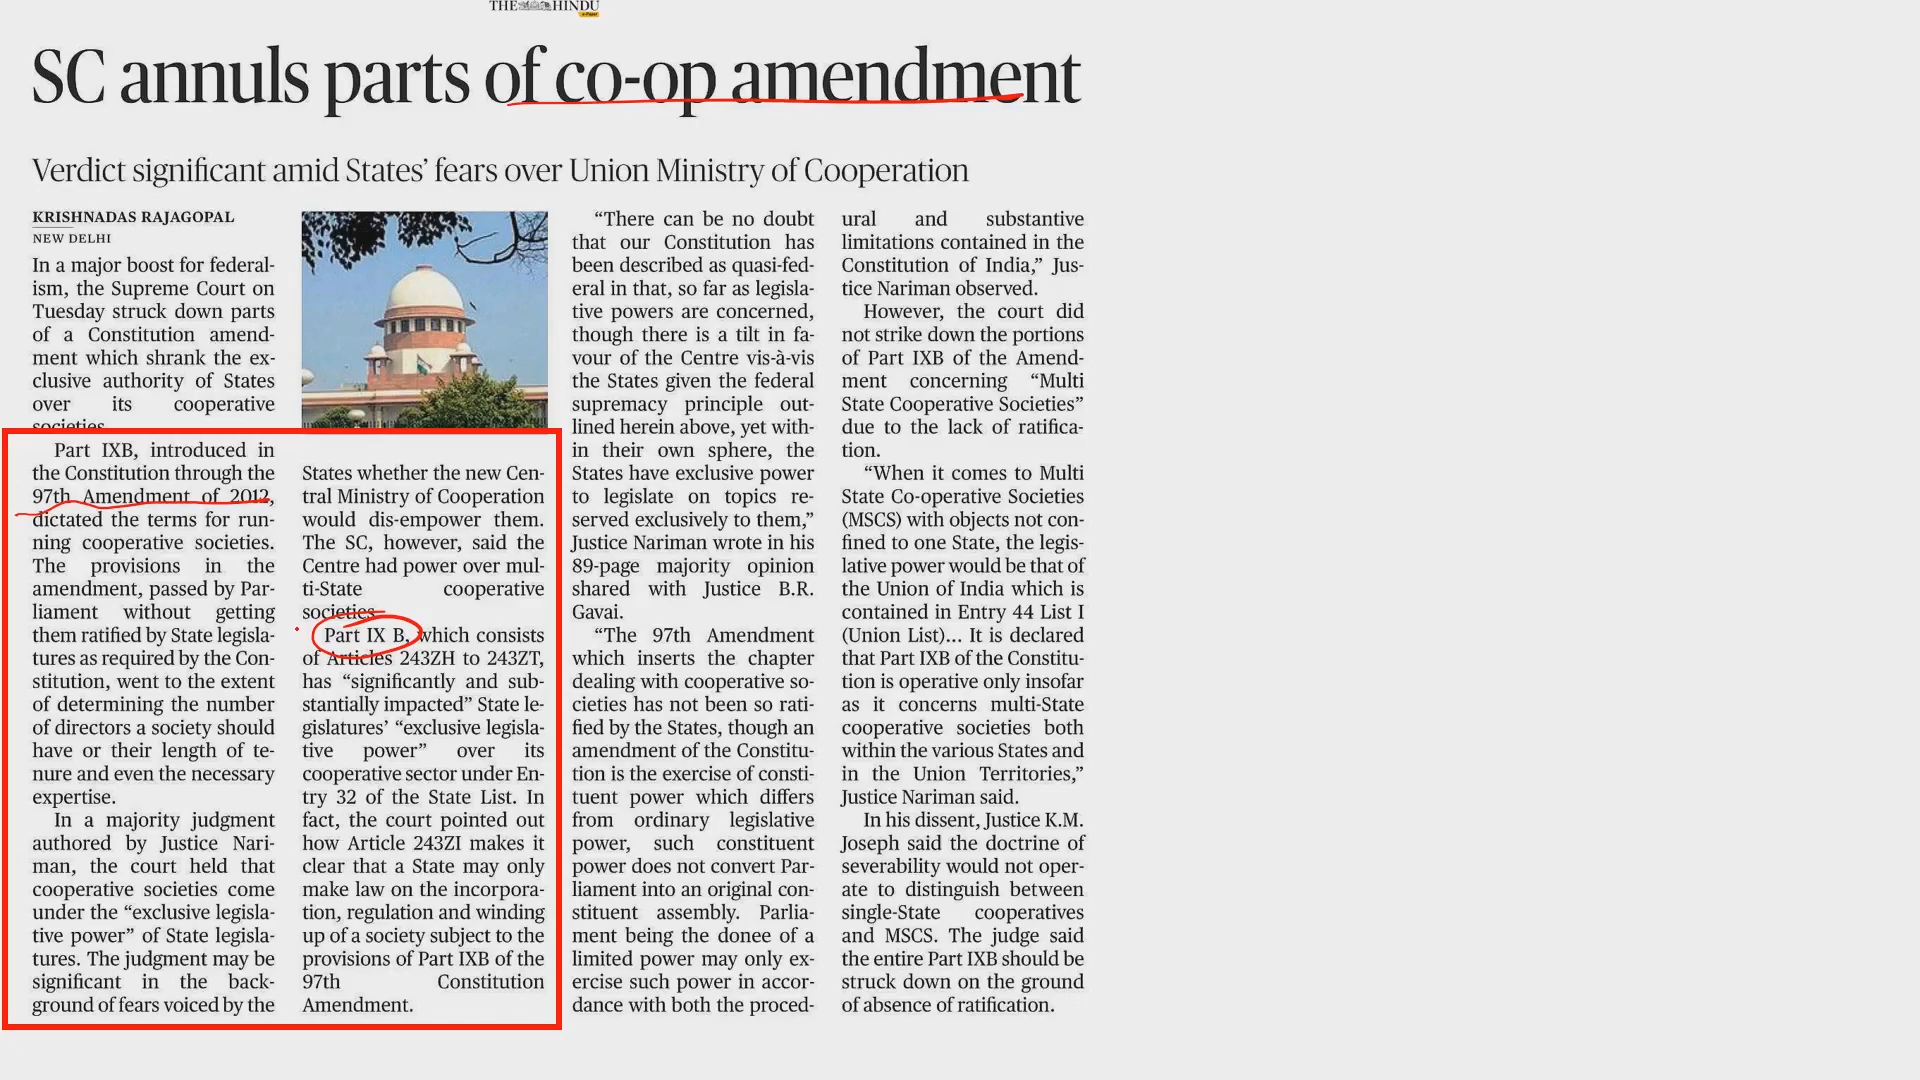 THE HINDU
e-Paper
SC annuls parts of co-op amendment
Verdict significant amid States’ fears over Union Ministry of Cooperation
KRISHNADAS RAJAGOPAL
NEW DELHI
In a major boost for federal-
ism, the Supreme Court on
Tuesday struck down parts
of a Constitution amend-
ment which shrank the ex-
clusive authority of States
over its cooperative
societies.
Part IXB, introduced in
the Constitution through the
97th Amendment of 2012,
dictated the terms for run-
ning cooperative societies.
The provisions in the
amendment, passed by Par-
liament without getting
them ratified by State legisla-
tures as required by the Con-
stitution, went to the extent
of determining the number
of directors a society should
have or their length of te-
nure and even the necessary
expertise.
In a majority judgment
authored by Justice Nari-
man, the court held that
cooperative societies come
under the “exclusive legisla-
tive power” of State legisla-
tures. The judgment may be
significant in the back-
ground of fears voiced by the
States whether the new Cen-
tral Ministry of Cooperation
would dis-empower them.
The SC, however, said the
Centre had power over mul-
ti-State cooperative
societies.
Part IX B, which consists
of Articles 243ZH to 243ZT,
has “significantly and sub-
stantially impacted” State le-
gislatures’ “exclusive legisla-
tive power” over its
cooperative sector under En-
try 32 of the State List. In
fact, the court pointed out
how Article 243ZI makes it
clear that a State may only
make law on the incorpora-
tion, regulation and winding
up of a society subject to the
provisions of Part IXB of the
97th Constitution
Amendment.
“There can be no doubt
that our Constitution has
been described as quasi-fed-
eral in that, so far as legisla-
tive powers are concerned,
though there is a tilt in fa-
vour of the Centre vis-à-vis
the States given the federal
supremacy principle out-
lined herein above, yet with-
in their own sphere, the
States have exclusive power
to legislate on topics re-
served exclusively to them,”
Justice Nariman wrote in his
89-page majority opinion
shared with Justice B.R.
Gavai.
“The 97th Amendment
which inserts the chapter
dealing with cooperative so-
cieties has not been so rati-
fied by the States, though an
amendment of the Constitu-
tion is the exercise of consti-
tuent power which differs
from ordinary legislative
power, such constituent
power does not convert Par-
liament into an original con-
stituent assembly. Parlia-
ment being the donee of a
limited power may only ex-
ercise such power in accor-
dance with both the proced-
ural and substantive
limitations contained in the
Constitution of India,” Jus-
tice Nariman observed.
However, the court did
not strike down the portions
of Part IXB of the Amend-
ment concerning “Multi
State Cooperative Societies”
due to the lack of ratifica-
tion.
“When it comes to Multi
State Co-operative Societies
(MSCS) with objects not con-
fined to one State, the legis-
lative power would be that of
the Union of India which is
contained in Entry 44 List I
(Union List)... It is declared
that Part IXB of the Constitu-
tion is operative only insofar
as it concerns multi-State
cooperative societies both
within the various States and
in the Union Territories,”
Justice Nariman said.
In his dissent, Justice K.M.
Joseph said the doctrine of
severability would not oper-
ate to distinguish between
single-State cooperatives
and MSCS. The judge said
the entire Part IXB should be
struck down on the ground
of absence of ratification.